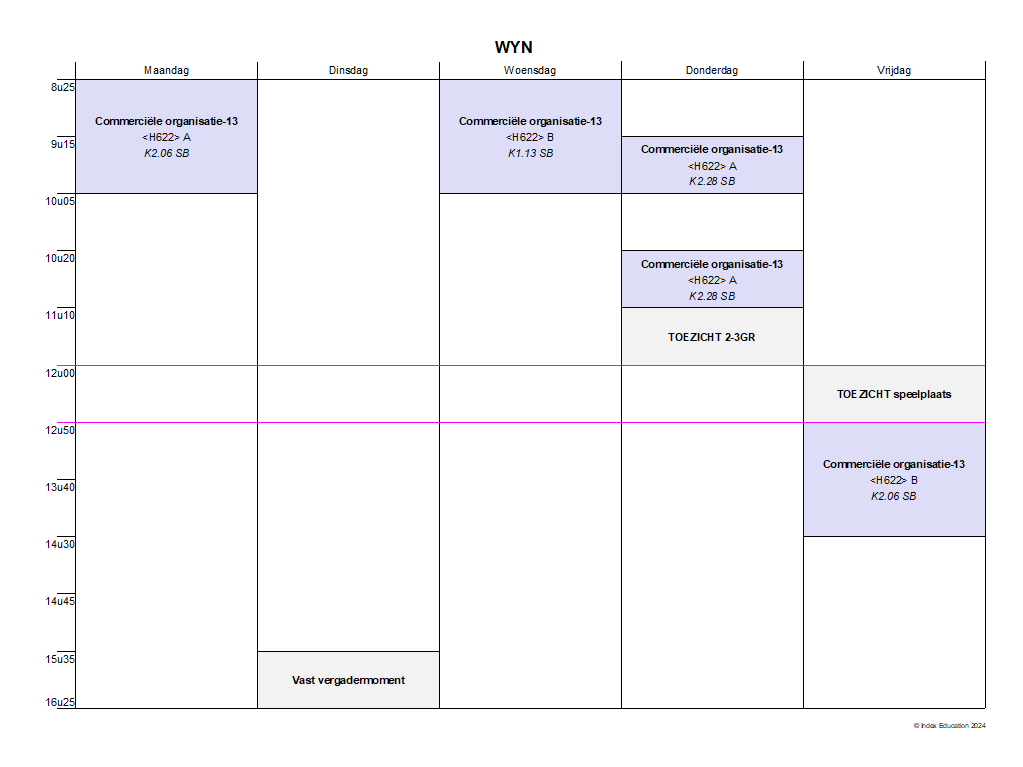 WYN
Maandag Dinsdag Woensdag Donderdag Vrijdag
8u25
Commerciële organisatie-13
<H622> A
K2.06 SB
Commerciële organisatie-13
<H622> B
K1.13 SB
9u15
Commerciële organisatie-13
<H622> A
K2.28 SB
10u05
10u20
Commerciële organisatie-13
<H622> A
K2.28 SB
11u10
TOEZICHT 2-3GR
12u00
TOEZICHT speelplaats
12u50
Commerciële organisatie-13
<H622> B
K2.06 SB
13u40
14u30
14u45
15u35
Vast vergadermoment
16u25
© Index Education 2024